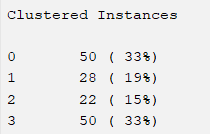 Clustered Instances
0 50 ( 33%)
1 28 ( 19%)
2 22 ( 15%)
3 50 ( 33%)